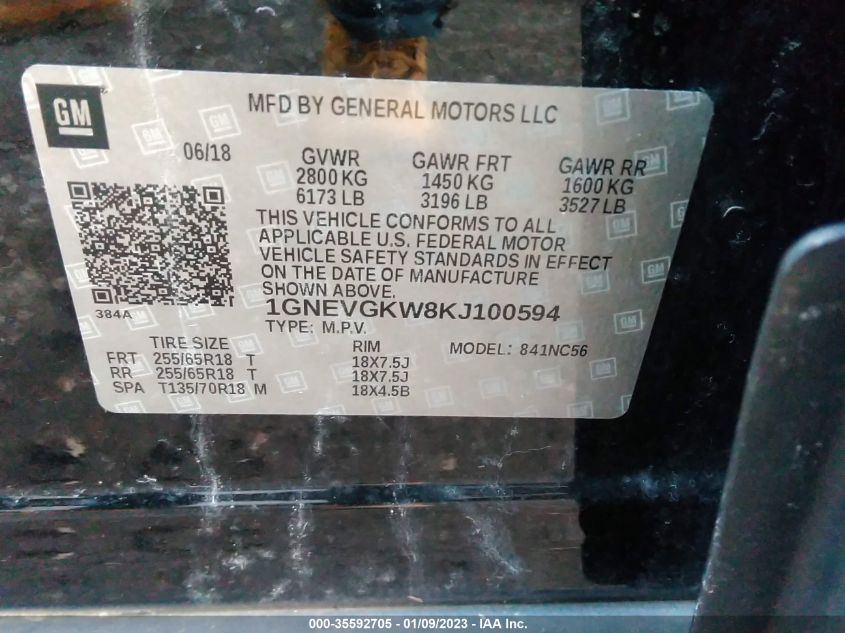 GM
MFD BY GENERAL MOTORS LLC
06/18
GVWR
2800 KG
6173 LB
GAWR FRT
1450 KG
3196 LB
GAWR RR
1600 KG
3527 LB
THIS VEHICLE CONFORMS TO ALL
APPLICABLE U.S. FEDERAL MOTOR
VEHICLE SAFETY STANDARDS IN EFFECT
ON THE DATE OF MANUFACTURE
SHOWN ABOVE.
384A
1GNEVGKW8KJ100594
TYPE: M.P.V.
MODEL: 841NC56
TIRE SIZE RIM
FRT 255/65R18 T 18X7.5J
RR 255/65R18 T 18X7.5J
SPA T135/70R18 M 18X4.5B
000-35592705 - 01/09/2023 - IAA Inc.